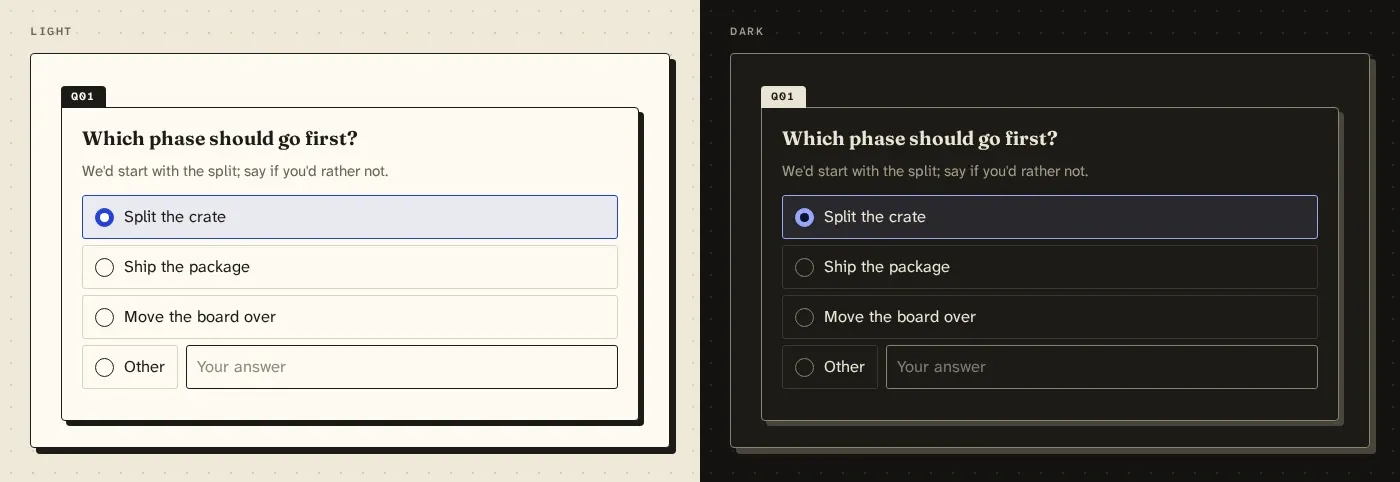 LIGHT
Q01
Which phase should go first?
We'd start with the split; say if you'd rather not.
Split the crate
Ship the package
Move the board over
Other
Your answer
DARK
Q01
Which phase should go first?
We'd start with the split; say if you'd rather not.
Split the crate
Ship the package
Move the board over
Other
Your answer